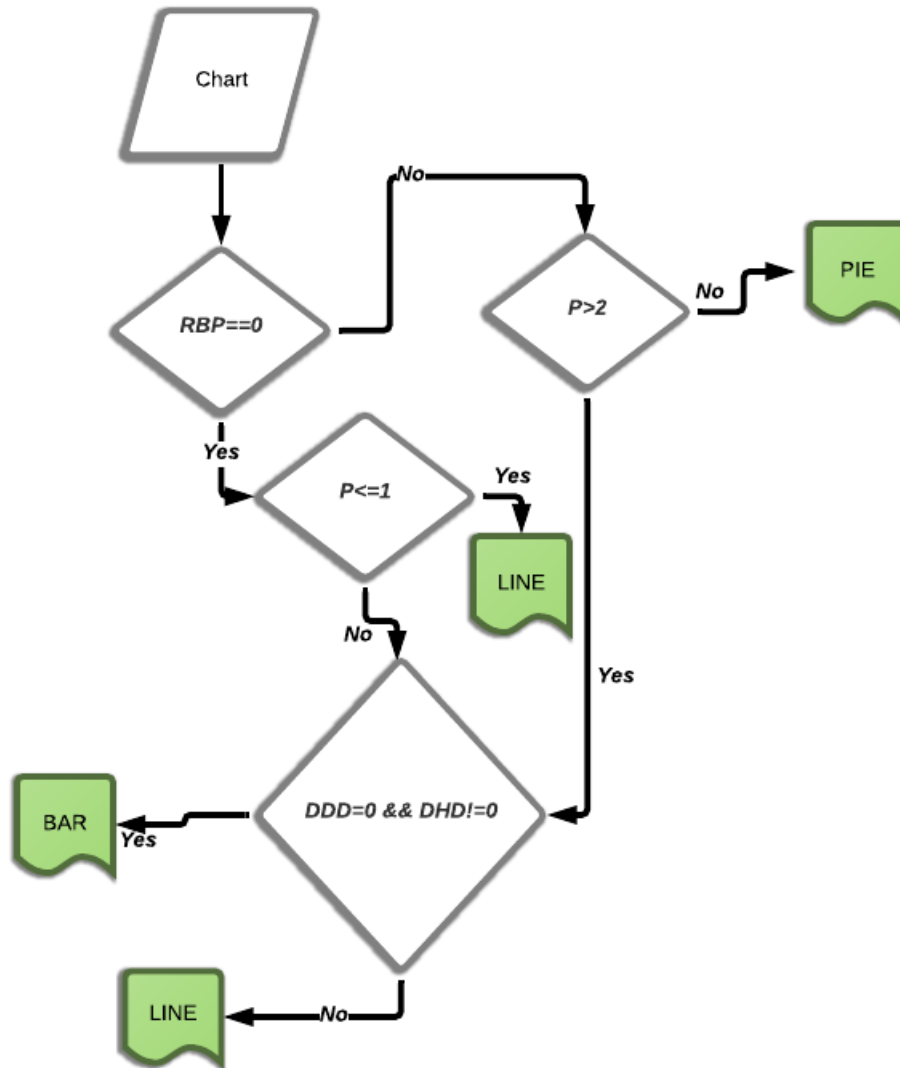 Chart
No
RBP==0
P>2
No
PIE
Yes
P<=1
Yes
LINE
No
Yes
DDD=0 && DHD!=0
BAR
Yes
LINE
No